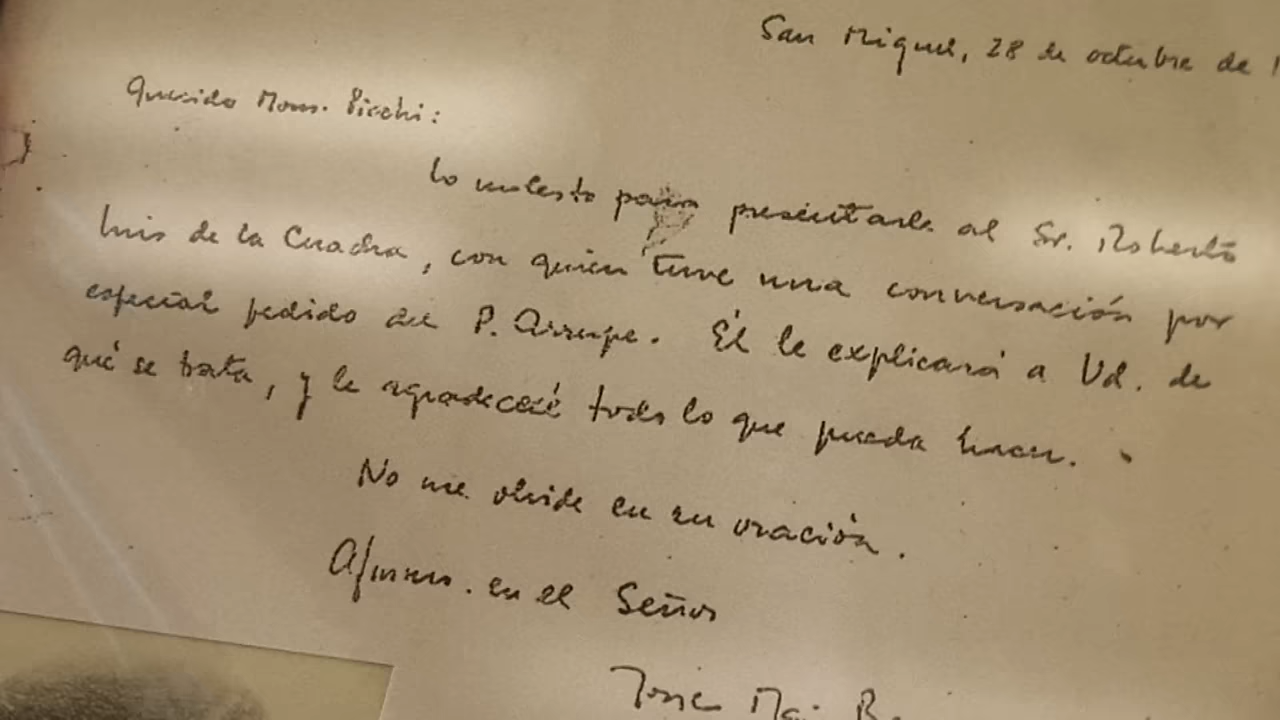 San Miguel, 28 de octubre de 1
Querido Mons. Picchi:
lo molesto para presentarle al Sr. Roberto
Luis de la Cuadra, con quien tuve una conversación por
especial pedido del P. Arrupe. Él le explicará a Ud. de
qué se trata, y le agradeceré todo lo que pueda hacer.
No me olvide en su oración.
en el Señor